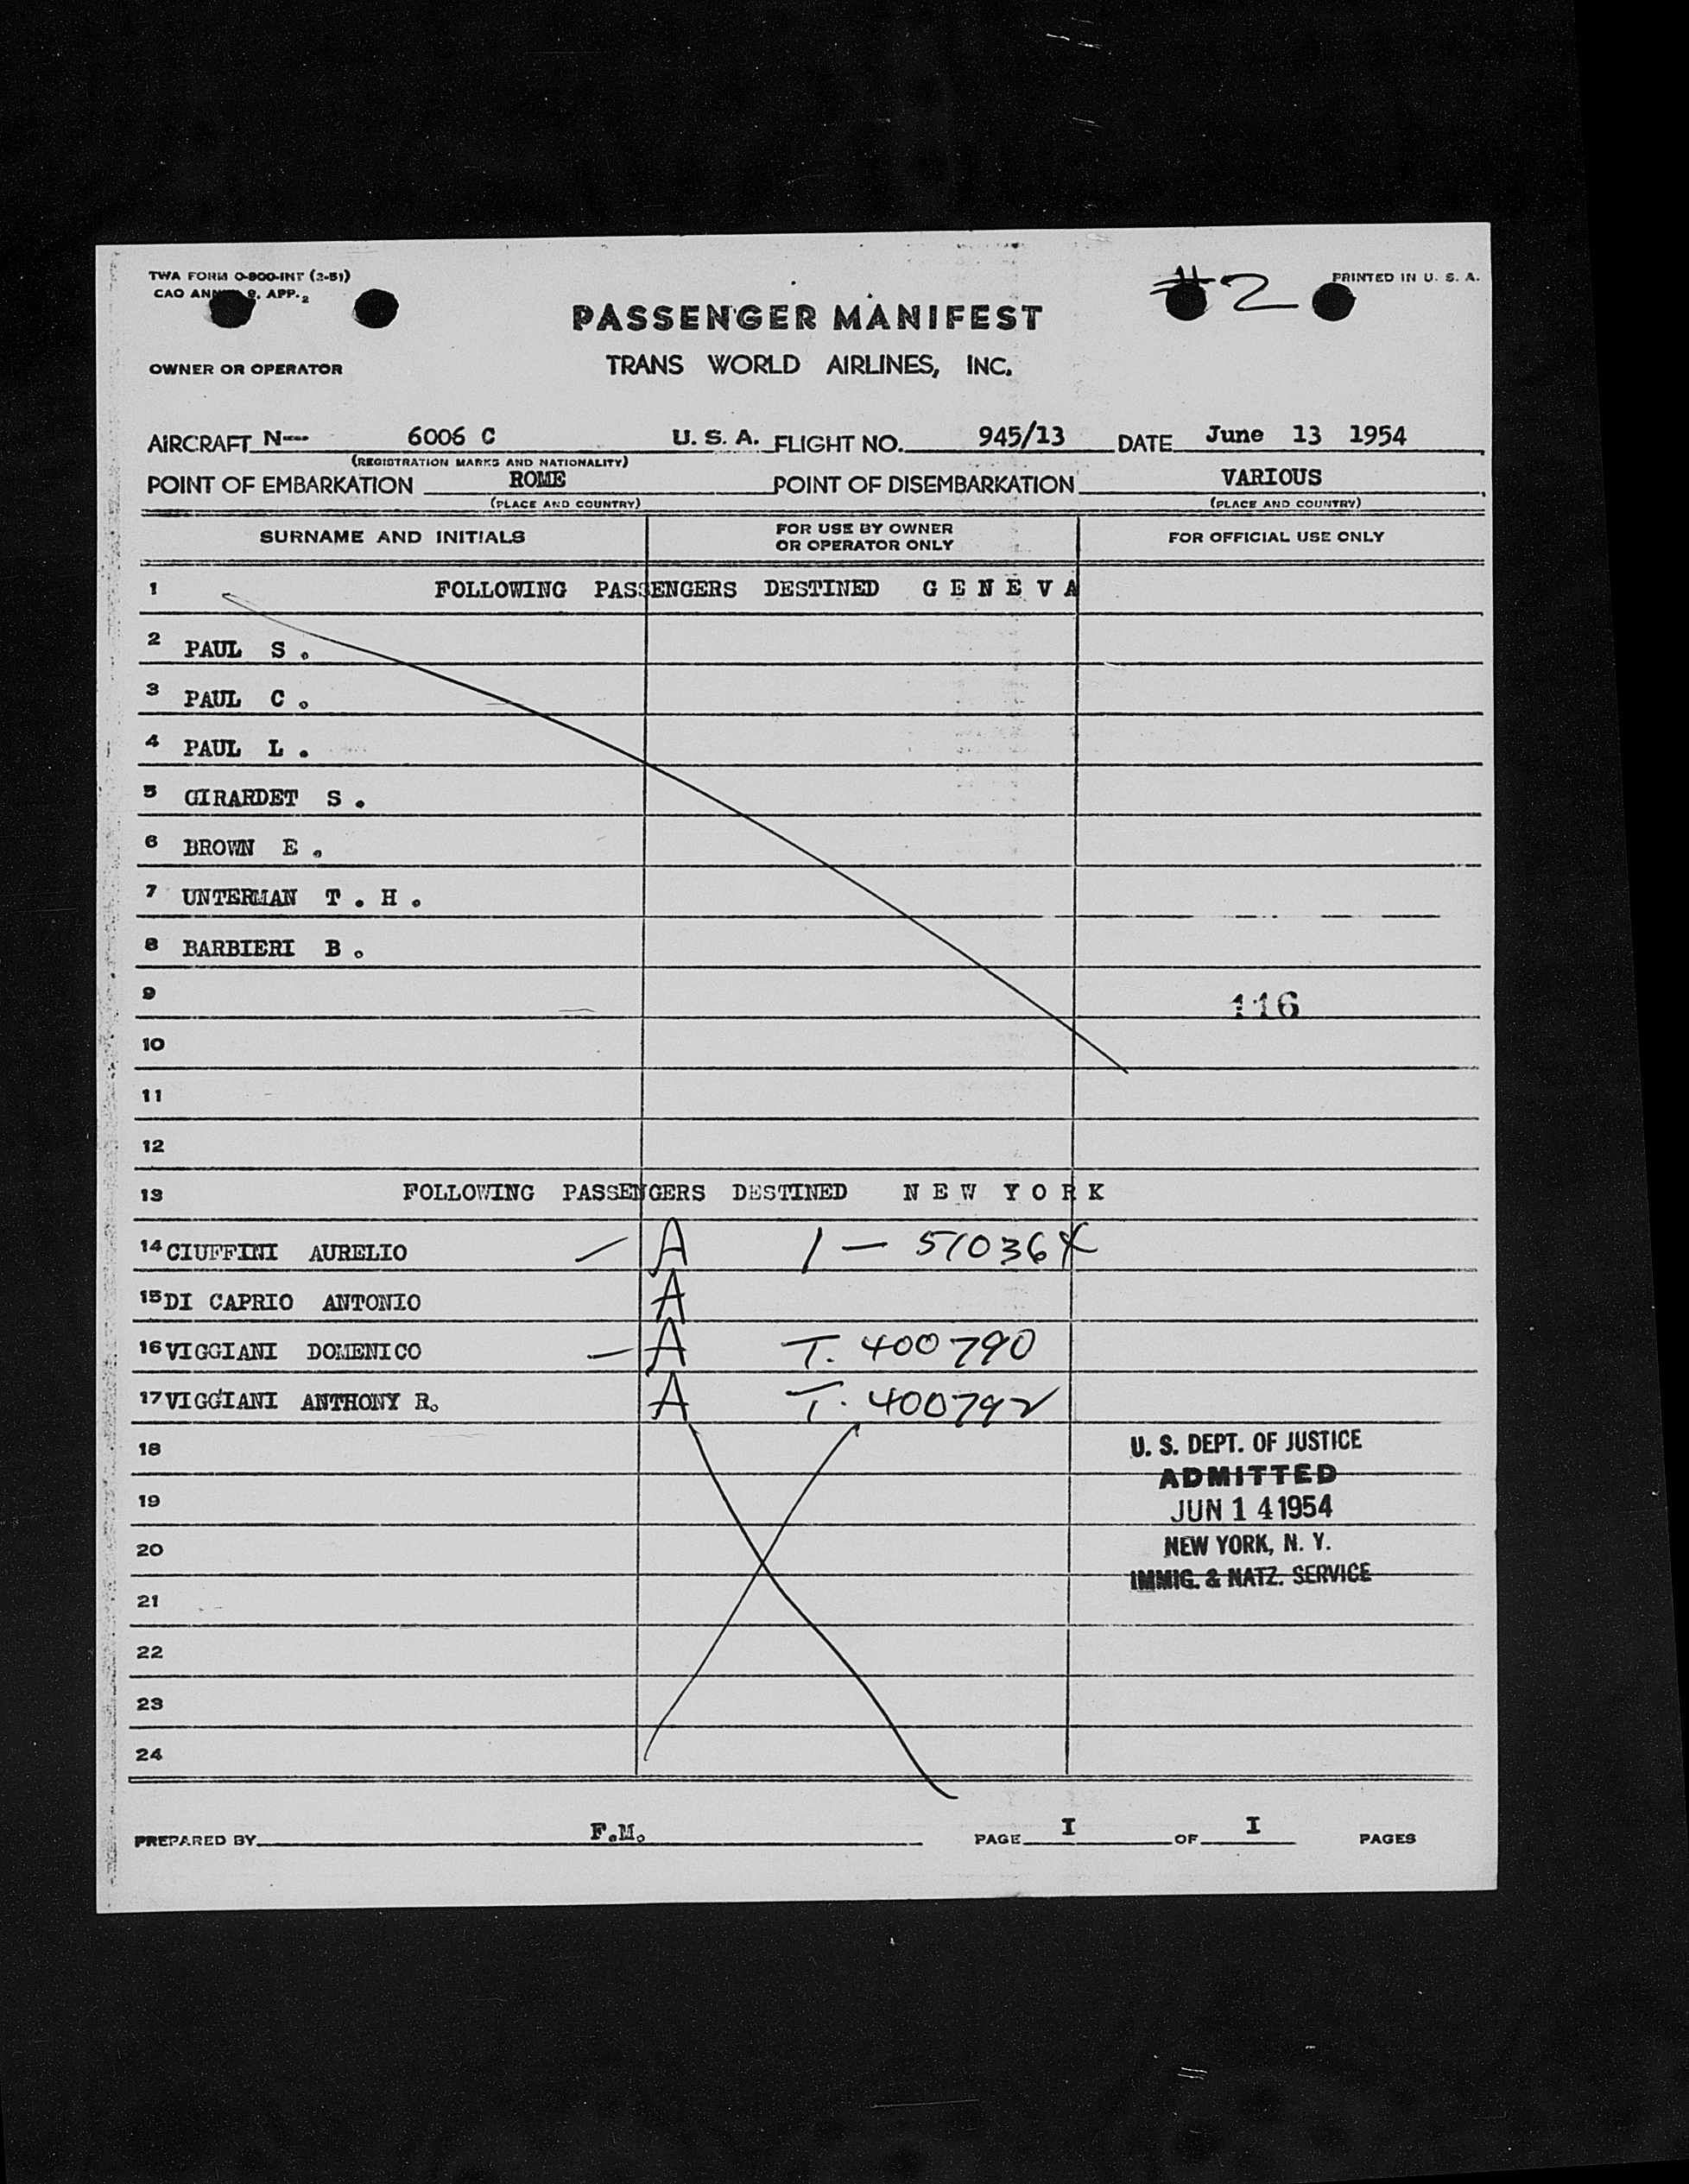 TWA FORM O-800-INT (2-51)
CAO ANNEX 9, APP. 2
#2
PRINTED IN U. S. A.
PASSENGER MANIFEST
OWNER OR OPERATOR
TRANS WORLD AIRLINES, INC.
AIRCRAFT N--- 6006 C U. S. A. FLIGHT NO. 945/13 DATE June 13 1954
(REGISTRATION MARKS AND NATIONALITY)
POINT OF EMBARKATION ROME POINT OF DISEMBARKATION VARIOUS
(PLACE AND COUNTRY) (PLACE AND COUNTRY)
SURNAME AND INITIALS FOR USE BY OWNER OR OPERATOR ONLY FOR OFFICIAL USE ONLY
1 FOLLOWING PASSENGERS DESTINED G E N E V A
2 PAUL S .
3 PAUL C .
4 PAUL L .
5 GIRARDET S .
6 BROWN E .
7 UNTERMAN T . H .
8 BARBIERI B .
9 116
10
11
12
13 FOLLOWING PASSENGERS DESTINED N E W Y O R K
14 CIUFFINI AURELIO — A 1 — 510364
15 DI CAPRIO ANTONIO A
16 VIGGIANI DOMENICO — A T. 400790
17 VIGGIANI ANTHONY R. A T. 400792
18 U. S. DEPT. OF JUSTICE
ADMITTED
19 JUN 14 1954
20 NEW YORK, N. Y.
IMMIG. & NATZ. SERVICE
21
22
23
24
PREPARED BY F.M. PAGE I OF I PAGES